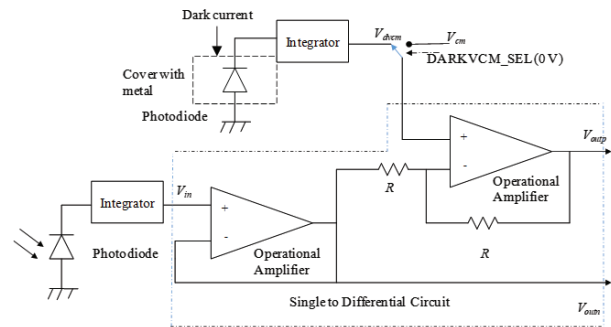 Dark current
Integrator
V_dvcm
V_cm
DARKVCM_SEL(0V)
Cover with
metal
Photodiode
+
-
V_outp
R
Operational
Amplifier
Integrator
V_in
+
-
R
Photodiode
Operational
Amplifier
Single to Differential Circuit
V_outn